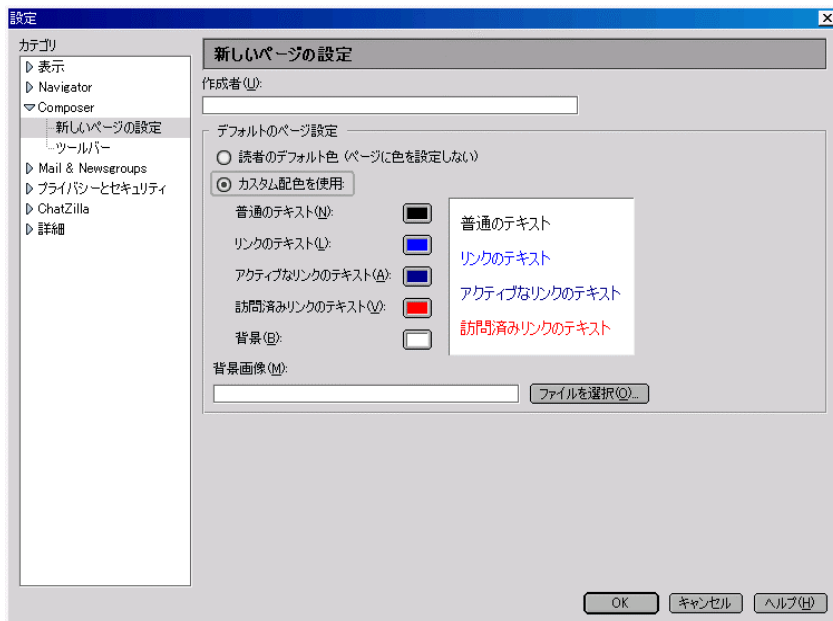 設定
カテゴリ
表示
Navigator
Composer
新しいページの設定
ツールバー
Mail & Newsgroups
プライバシーとセキュリティ
ChatZilla
詳細
新しいページの設定
作成者(U):
デフォルトのページ設定
読者のデフォルト色 (ページに色を設定しない)
カスタム配色を使用:
普通のテキスト(N):
リンクのテキスト(L):
アクティブなリンクのテキスト(A):
訪問済みリンクのテキスト(V):
背景(B):
普通のテキスト
リンクのテキスト
アクティブなリンクのテキスト
訪問済みリンクのテキスト
背景画像(M):
ファイルを選択(O)...
OK
キャンセル
ヘルプ(H)